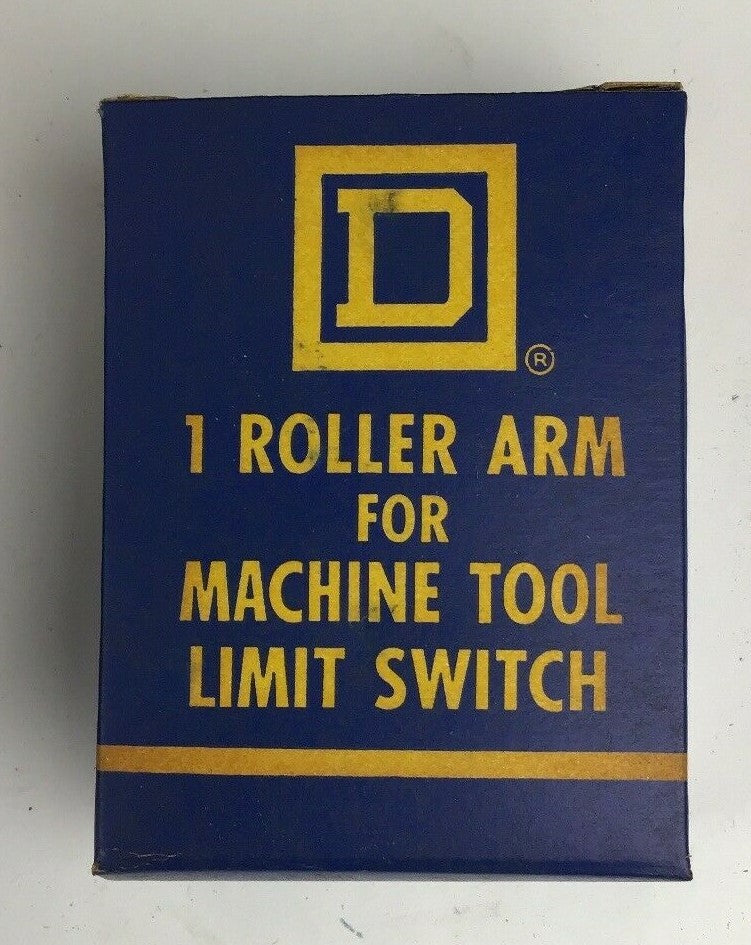 D
®
1 ROLLER ARM
FOR
MACHINE TOOL
LIMIT SWITCH